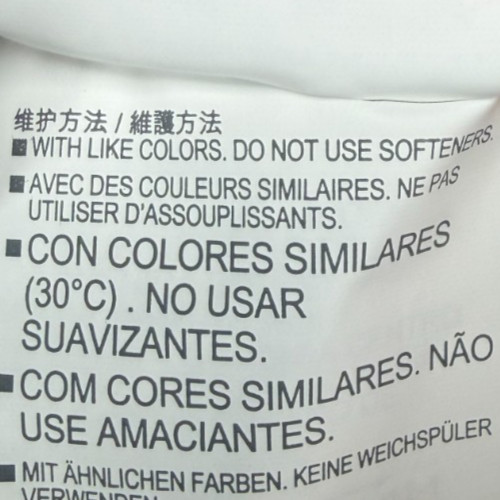 维护方法 / 維護方法
■ WITH LIKE COLORS. DO NOT USE SOFTENERS.
■ AVEC DES COULEURS SIMILAIRES. NE PAS
UTILISER D'ASSOUPLISSANTS.
■ CON COLORES SIMILARES
(30°C) . NO USAR
SUAVIZANTES.
■ COM CORES SIMILARES. NÃO
USE AMACIANTES.
■ MIT ÄHNLICHEN FARBEN. KEINE WEICHSPÜLER
VERWENDEN.